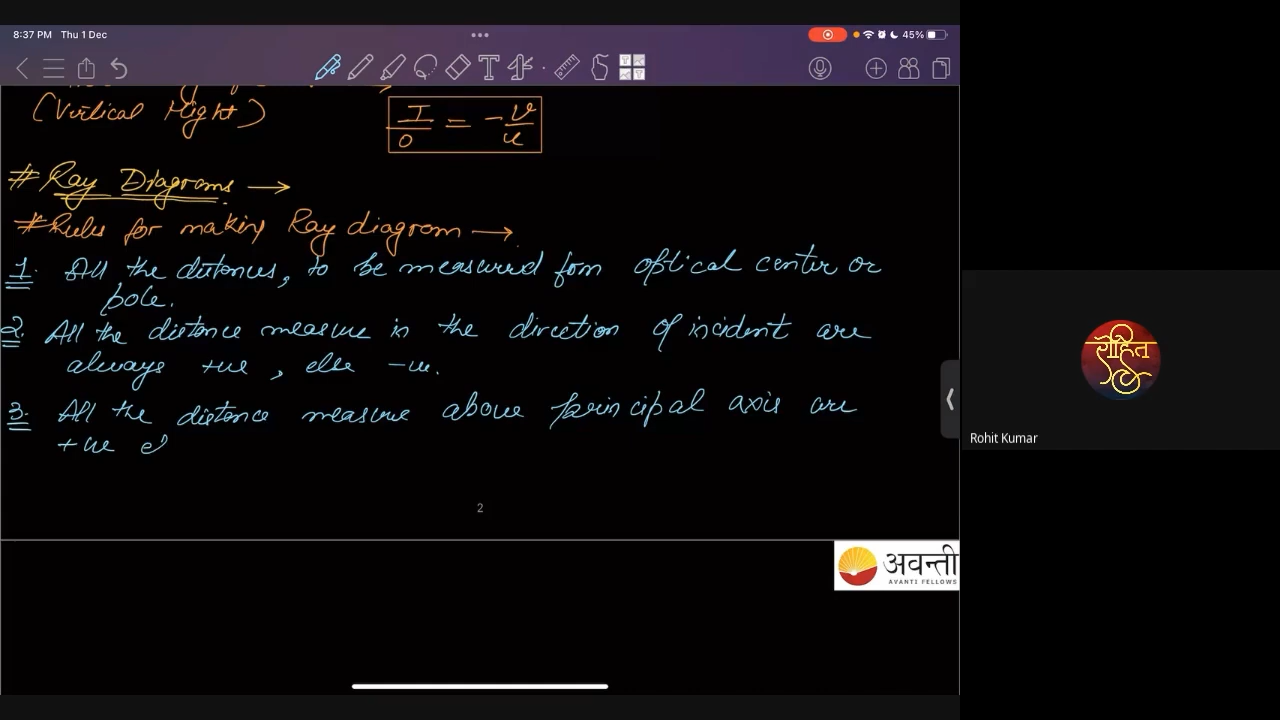 8:37 PM Thu 1 Dec
45%
(Vertical Hight)
I/O = -v/u
# Ray Diagrams →
# Rules for making Ray diagram →
1. All the distances, to be measured fom optical center or
pole.
2. All the distance measure in the direction of incident are
always +ve, else -ve.
3. All the distance measure above principal axis are
+ve e
2
अवन्ती
AVANTI FELLOWS
रोहित
Rohit Kumar